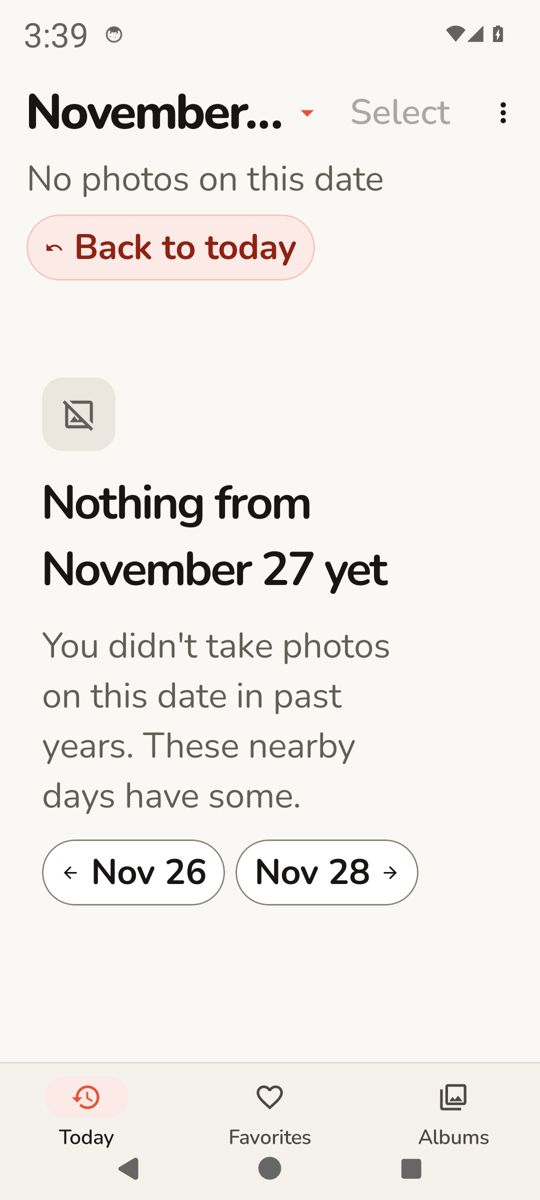 3:39
November...
Select
No photos on this date
Back to today
Nothing from
November 27 yet
You didn't take photos
on this date in past
years. These nearby
days have some.
← Nov 26
Nov 28 →
Today
Favorites
Albums